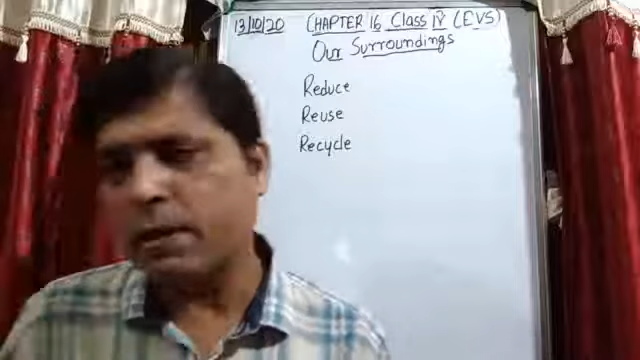 13/10/20 CHAPTER 16 Class IV (EVS)
Our Surroundings
Reduce
Reuse
Recycle